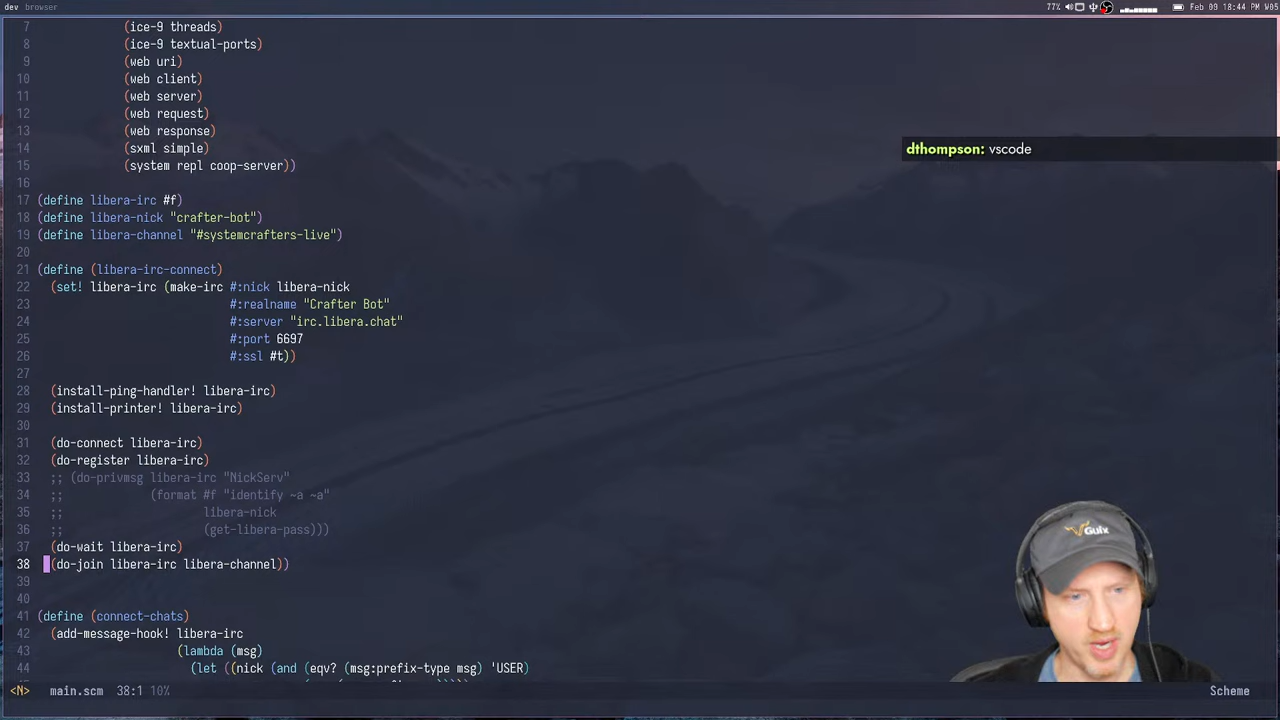 dev browser
77% Feb 09 18:44 W05
7 (ice-9 threads)
8 (ice-9 textual-ports)
9 (web uri)
10 (web client)
11 (web server)
12 (web request)
13 (web response)
14 (sxml simple)
15 (system repl coop-server))
16
17 (define libera-irc #f)
18 (define libera-nick "crafter-bot")
19 (define libera-channel "#systemcrafters-live")
20
21 (define (libera-irc-connect)
22 (set! libera-irc (make-irc #:nick libera-nick
23 #:realname "Crafter Bot"
24 #:server "irc.libera.chat"
25 #:port 6697
26 #:ssl #t))
27
28 (install-ping-handler! libera-irc)
29 (install-printer! libera-irc)
30
31 (do-connect libera-irc)
32 (do-register libera-irc)
33 ;; (do-privmsg libera-irc "NickServ"
34 ;; (format #f "identify ~a ~a"
35 ;; libera-nick
36 ;; (get-libera-pass)))
37 (do-wait libera-irc)
38 (do-join libera-irc libera-channel))
39
40
41 (define (connect-chats)
42 (add-message-hook! libera-irc
43 (lambda (msg)
44 (let ((nick (and (eqv? (msg:prefix-type msg) 'USER)
<N> main.scm 38:1 10% Scheme
dthompson: vscode
Guix